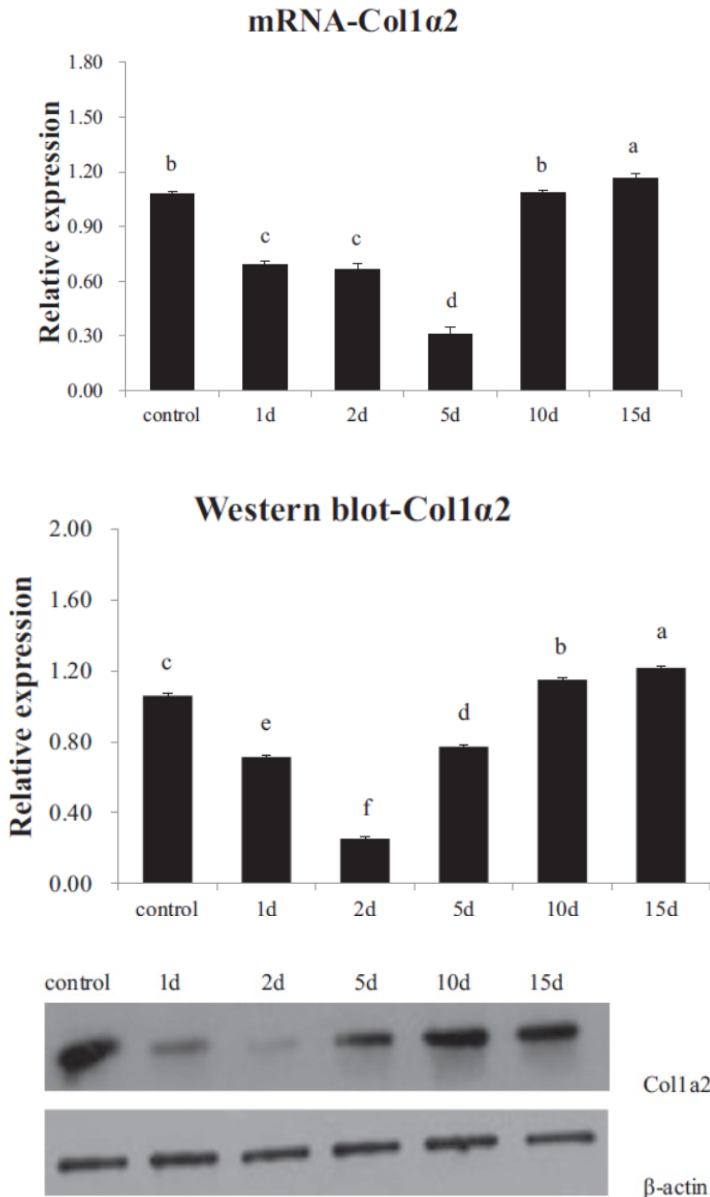 mRNA-Col1α2
Relative expression
1.80
1.50
1.20
0.90
0.60
0.30
0.00
b
c
c
d
b
a
control 1d 2d 5d 10d 15d
Western blot-Col1α2
Relative expression
2.00
1.60
1.20
0.80
0.40
0.00
c
e
f
d
b
a
control 1d 2d 5d 10d 15d
control 1d 2d 5d 10d 15d
Col1a2
β-actin